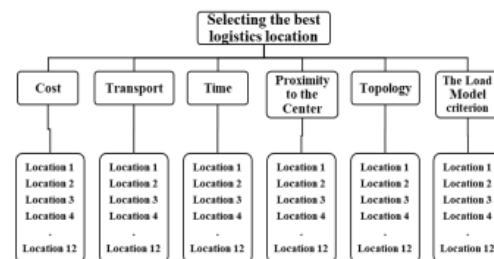 Selecting the best
logistics location
Cost
Transport
Time
Proximity
to the
Center
Topology
The Load
Model
criterion
Location 1
Location 2
Location 3
Location 4
.
Location 12
Location 1
Location 2
Location 3
Location 4
.
Location 12
Location 1
Location 2
Location 3
Location 4
.
Location 12
Location 1
Location 2
Location 3
Location 4
.
Location 12
Location 1
Location 2
Location 3
Location 4
.
Location 12
Location 1
Location 2
Location 3
Location 4
.
Location 12